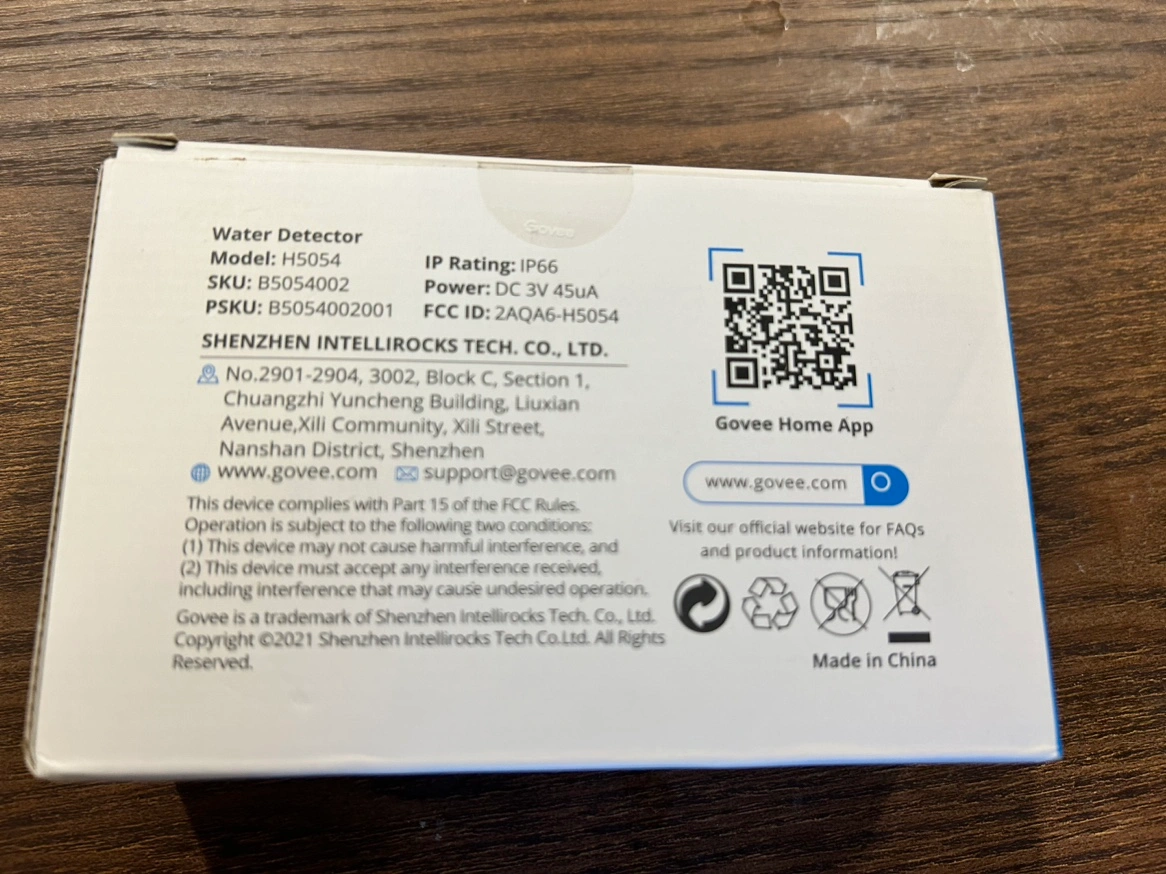 Govee
Water Detector
Model: H5054
SKU: B5054002
PSKU: B5054002001
IP Rating: IP66
Power: DC 3V 45uA
FCC ID: 2AQA6-H5054
SHENZHEN INTELLIROCKS TECH. CO., LTD.
No.2901-2904, 3002, Block C, Section 1,
Chuangzhi Yuncheng Building, Liuxian
Avenue,Xili Community, Xili Street,
Nanshan District, Shenzhen
www.govee.com support@govee.com
This device complies with Part 15 of the FCC Rules.
Operation is subject to the following two conditions:
(1) This device may not cause harmful interference, and
(2) This device must accept any interference received,
including interference that may cause undesired operation.
Govee is a trademark of Shenzhen Intellirocks Tech. Co., Ltd.
Copyright ©2021 Shenzhen Intellirocks Tech Co.Ltd. All Rights
Reserved.
Govee Home App
www.govee.com
Visit our official website for FAQs
and product information!
Made in China